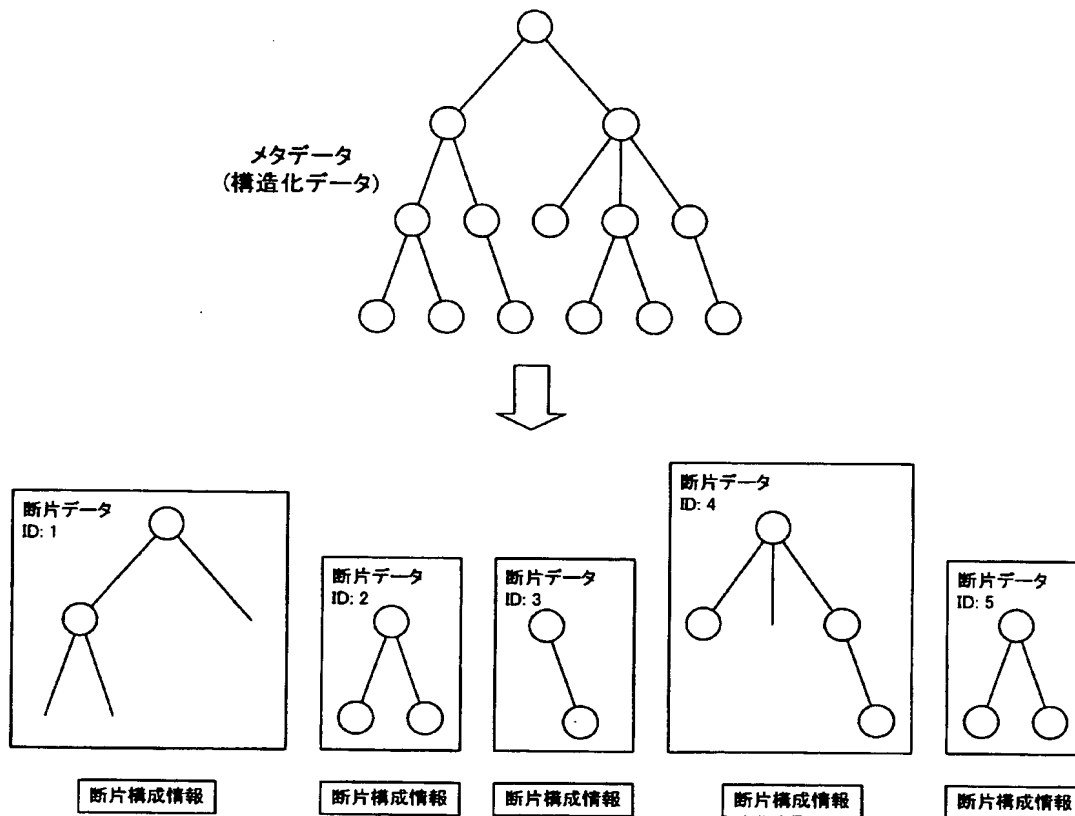 メタデータ
(構造化データ)
断片データ
ID: 1
断片データ
ID: 2
断片データ
ID: 3
断片データ
ID: 4
断片データ
ID: 5
断片構成情報
断片構成情報
断片構成情報
断片構成情報
断片構成情報